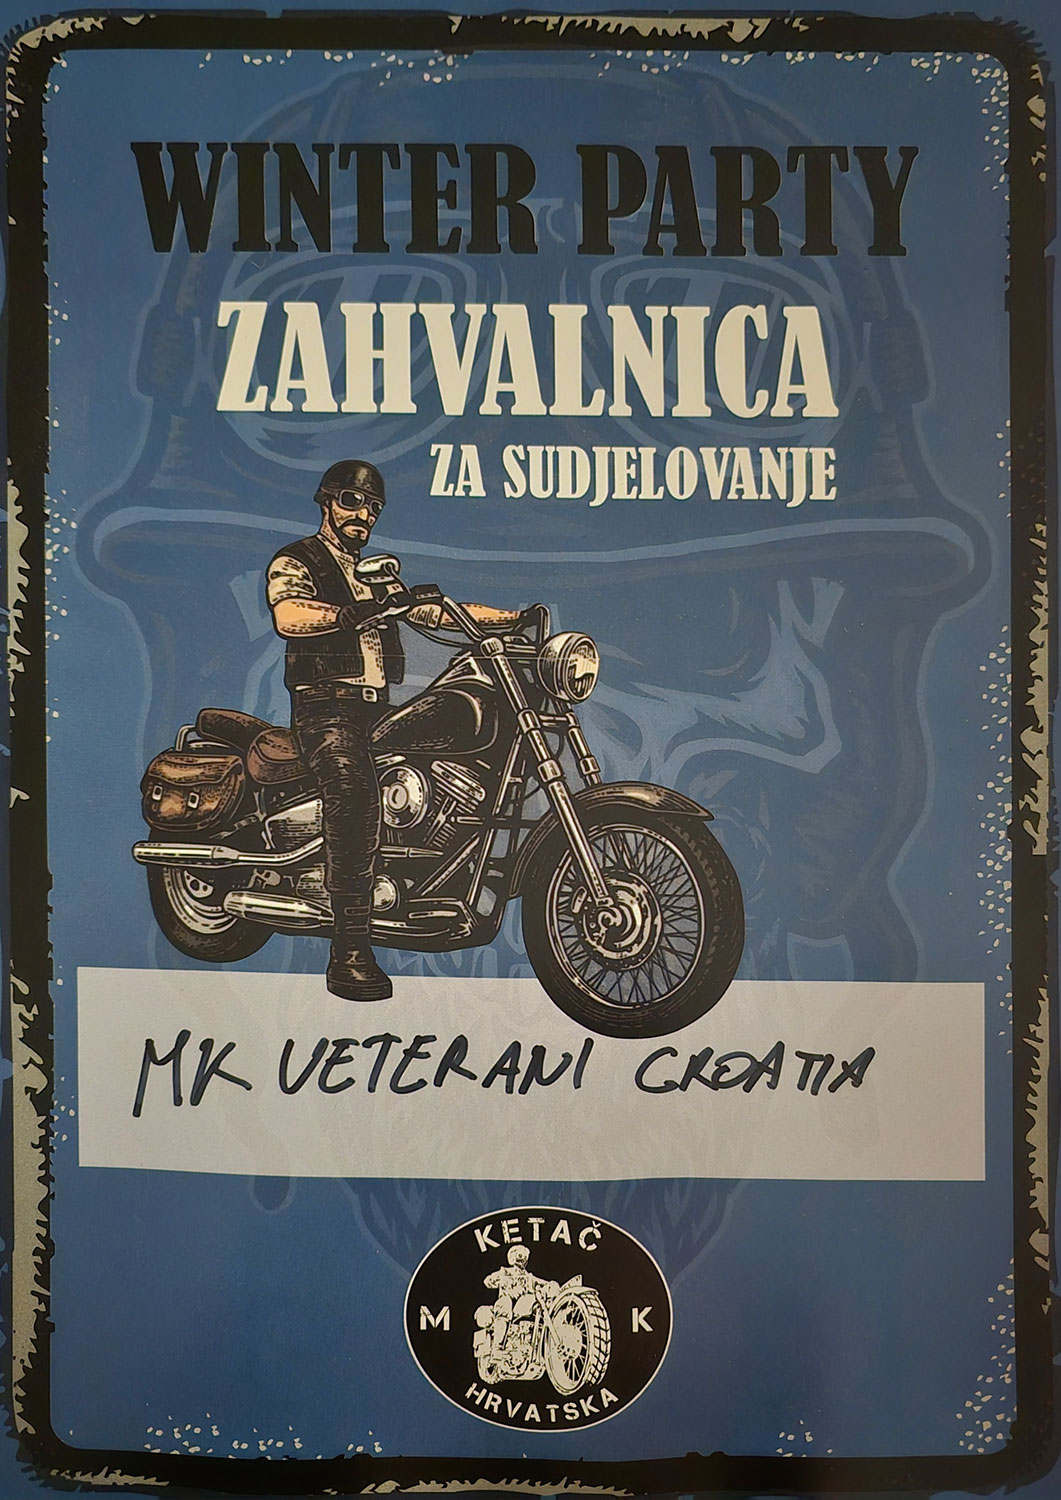 WINTER PARTY
ZAHVALNICA
ZA SUDJELOVANJE
MK VETERANI CROATIA
KETAČ
M K
HRVATSKA